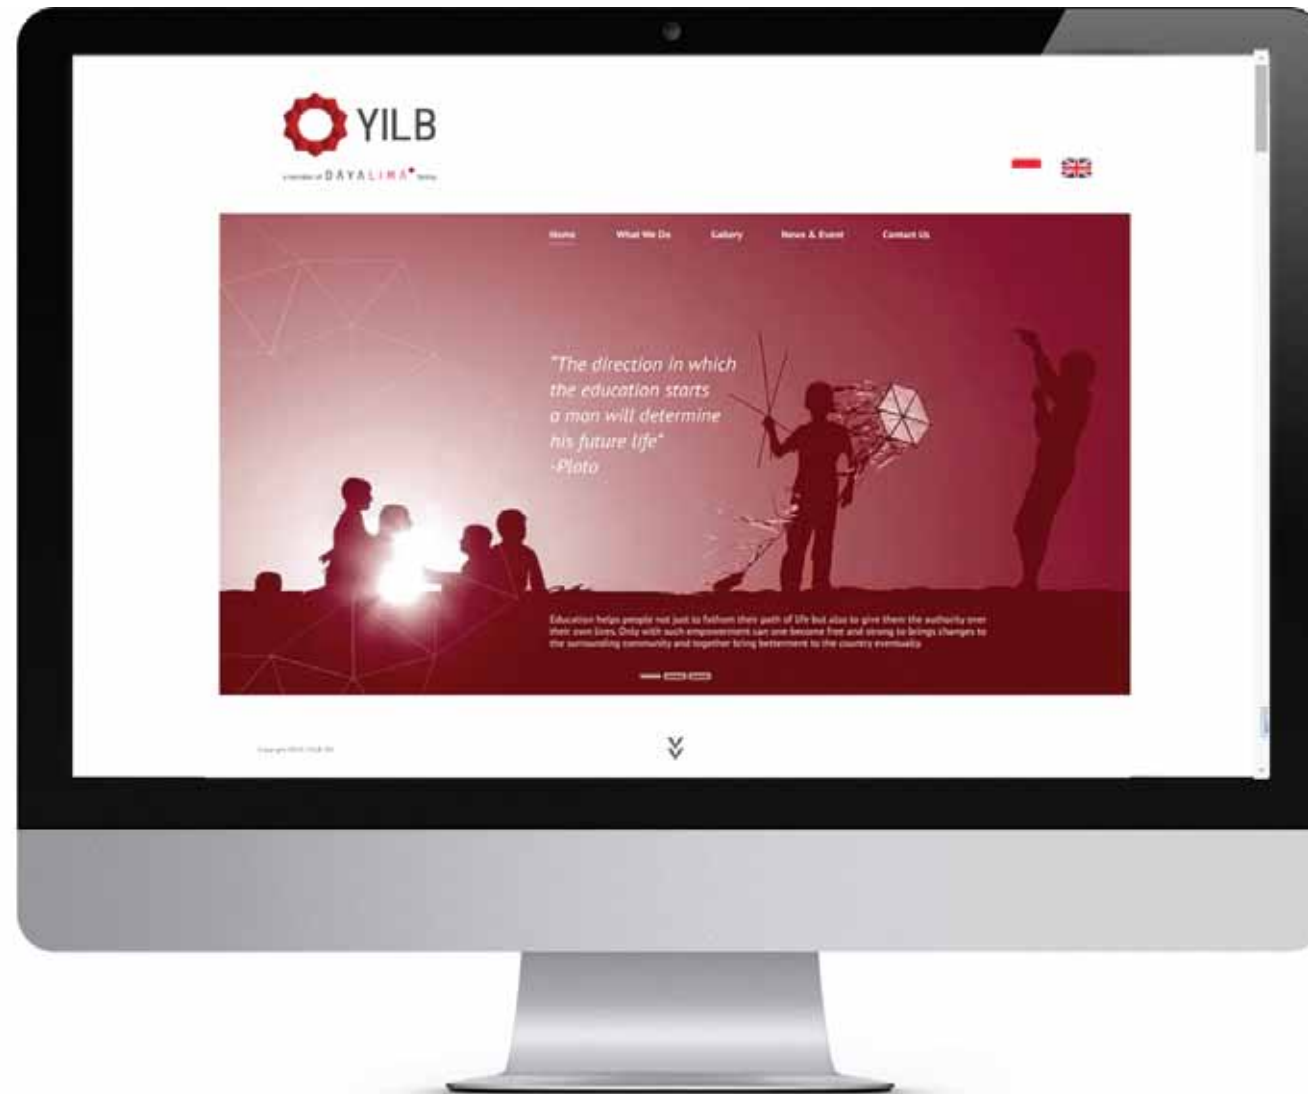 YILB
a member of DAYALIMA family
Home What We Do Gallery News & Event Contact Us
"The direction in which
the education starts
a man will determine
his future life"
-Plato
Education helps people not just to fathom their path of life but also to give them the authority over
their own lives. Only with such empowerment can one become free and strong to brings changes to
the surrounding community and together bring betterment to the country eventually.